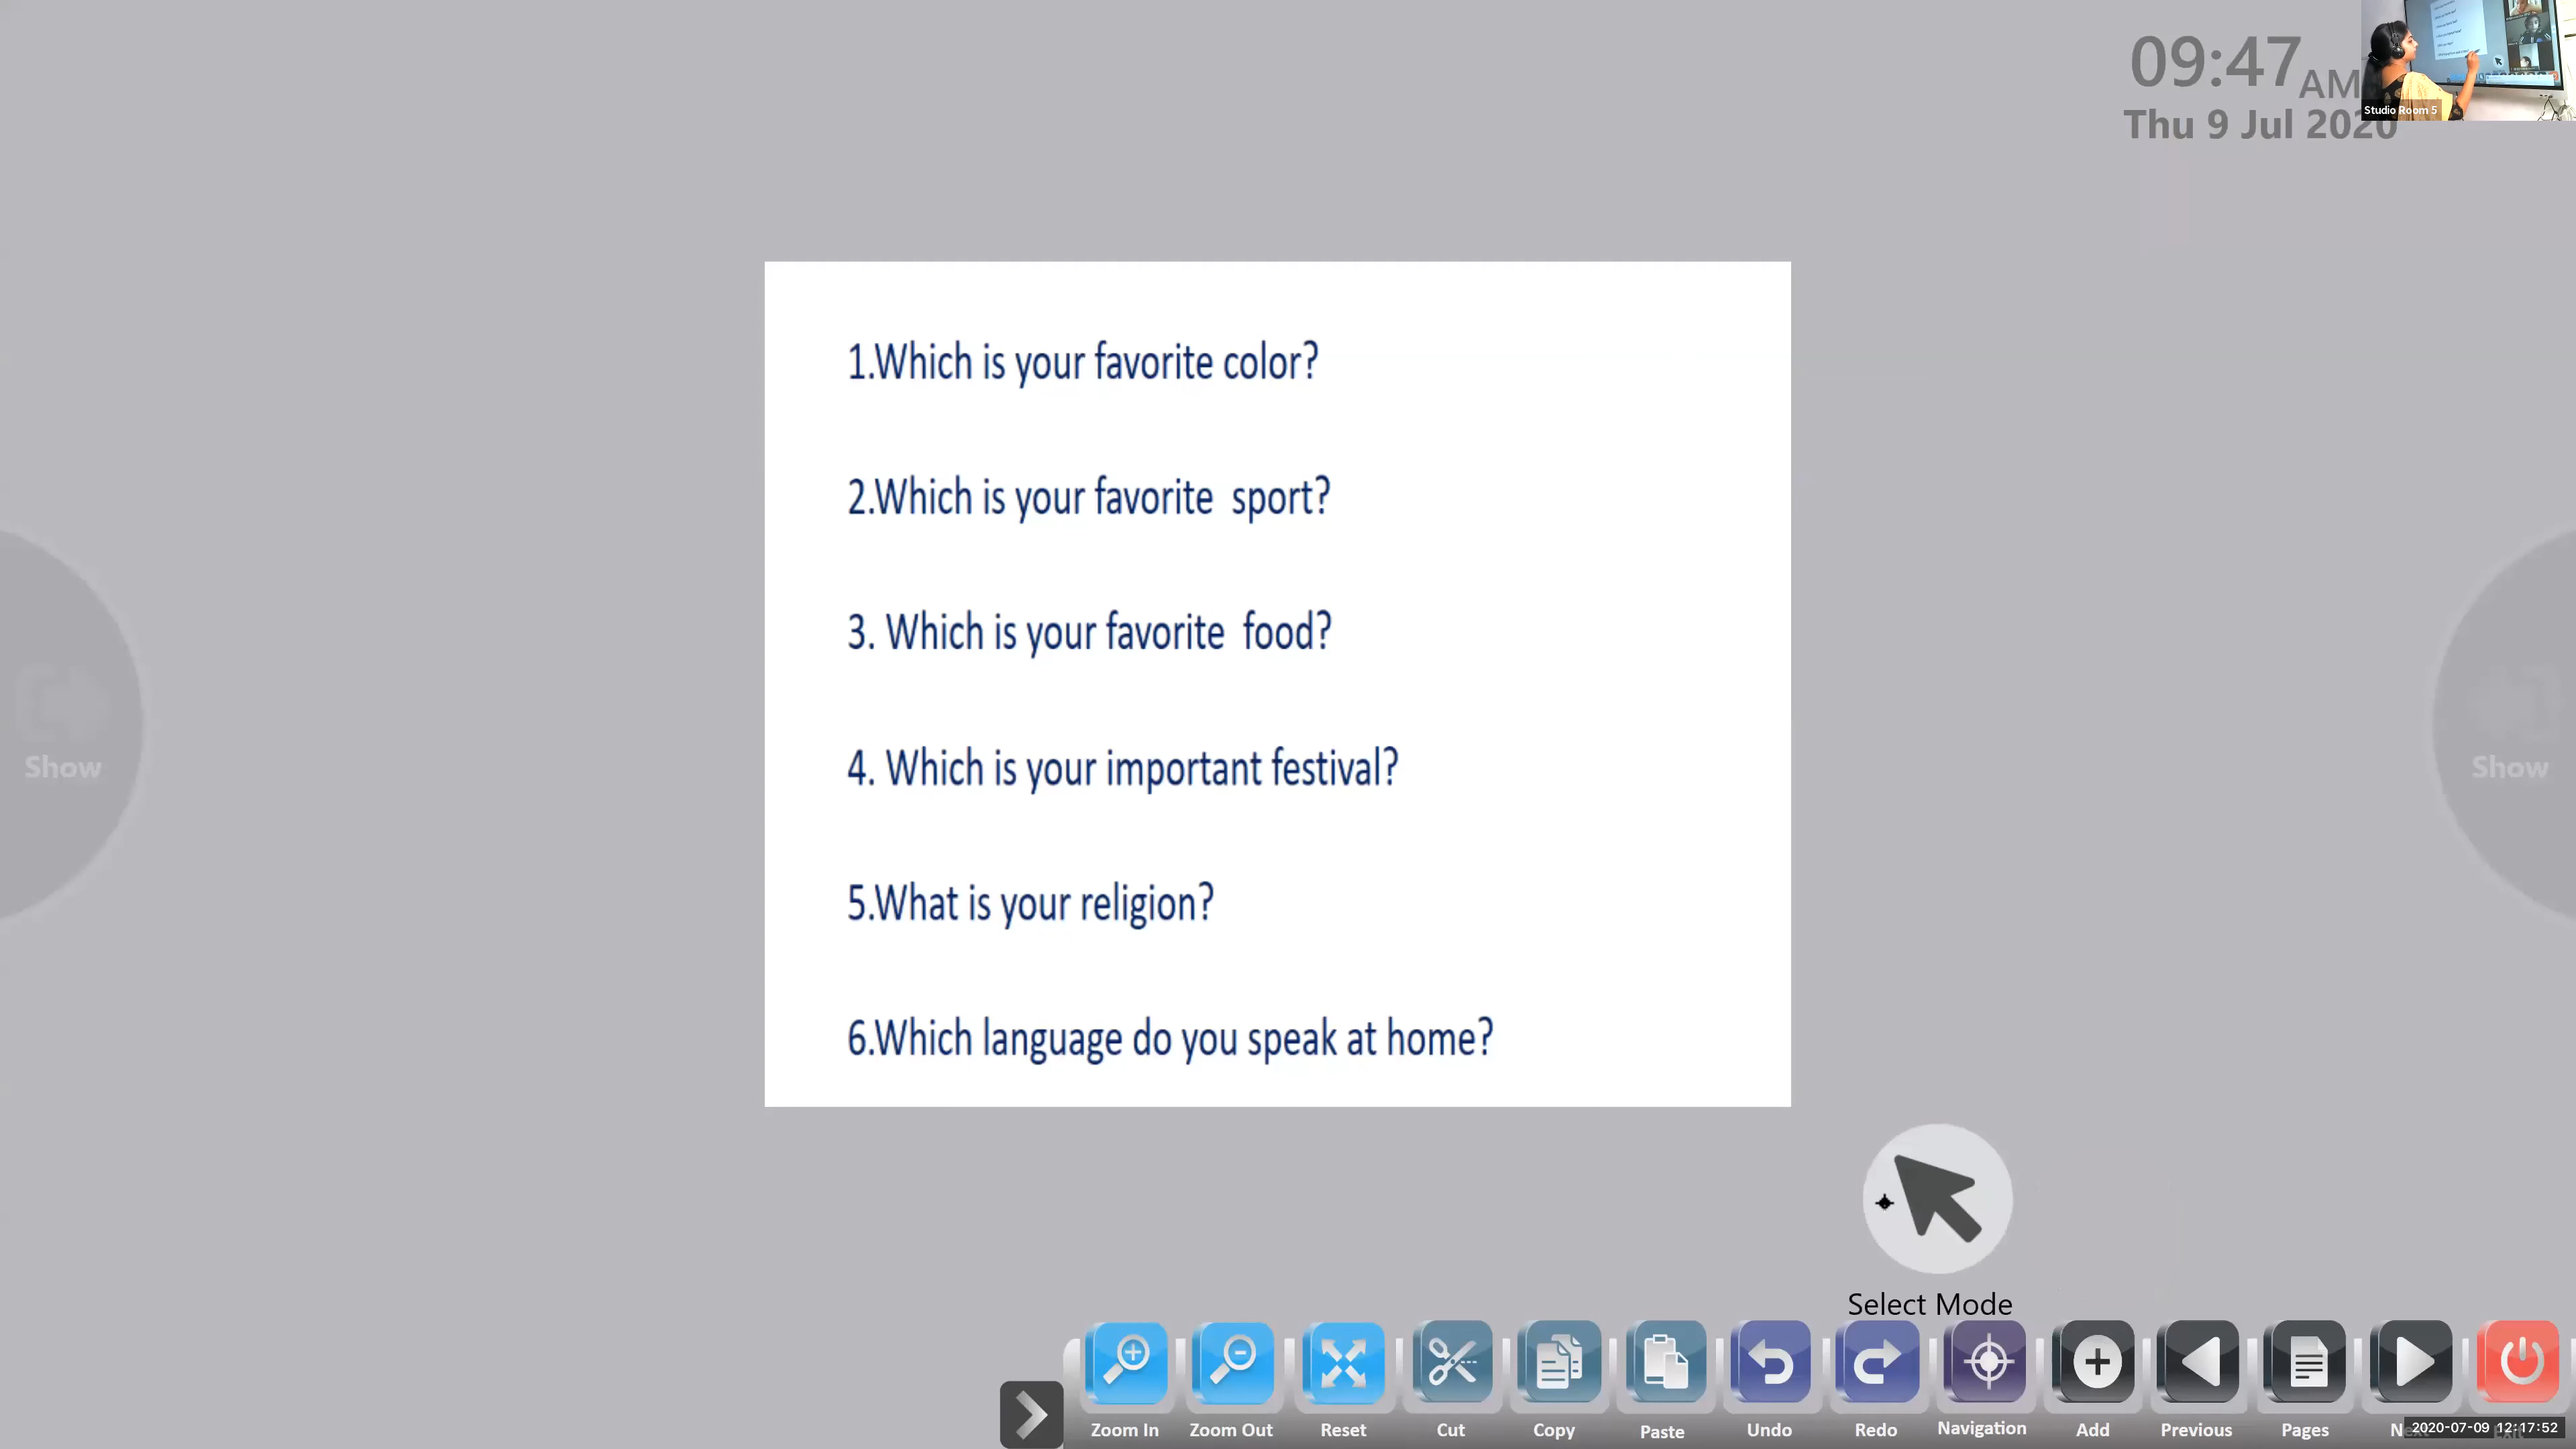 09:47 AM
Thu 9 Jul 2020
Studio Room 5
1.Which is your favorite color?
2.Which is your favorite  sport?
3. Which is your favorite  food?
4. Which is your important festival?
5.What is your religion?
6.Which language do you speak at home?
Show
Show
Select Mode
Zoom In
Zoom Out
Reset
Cut
Copy
Paste
Undo
Redo
Navigation
Add
Previous
Pages
2020-07-09 12:17:52